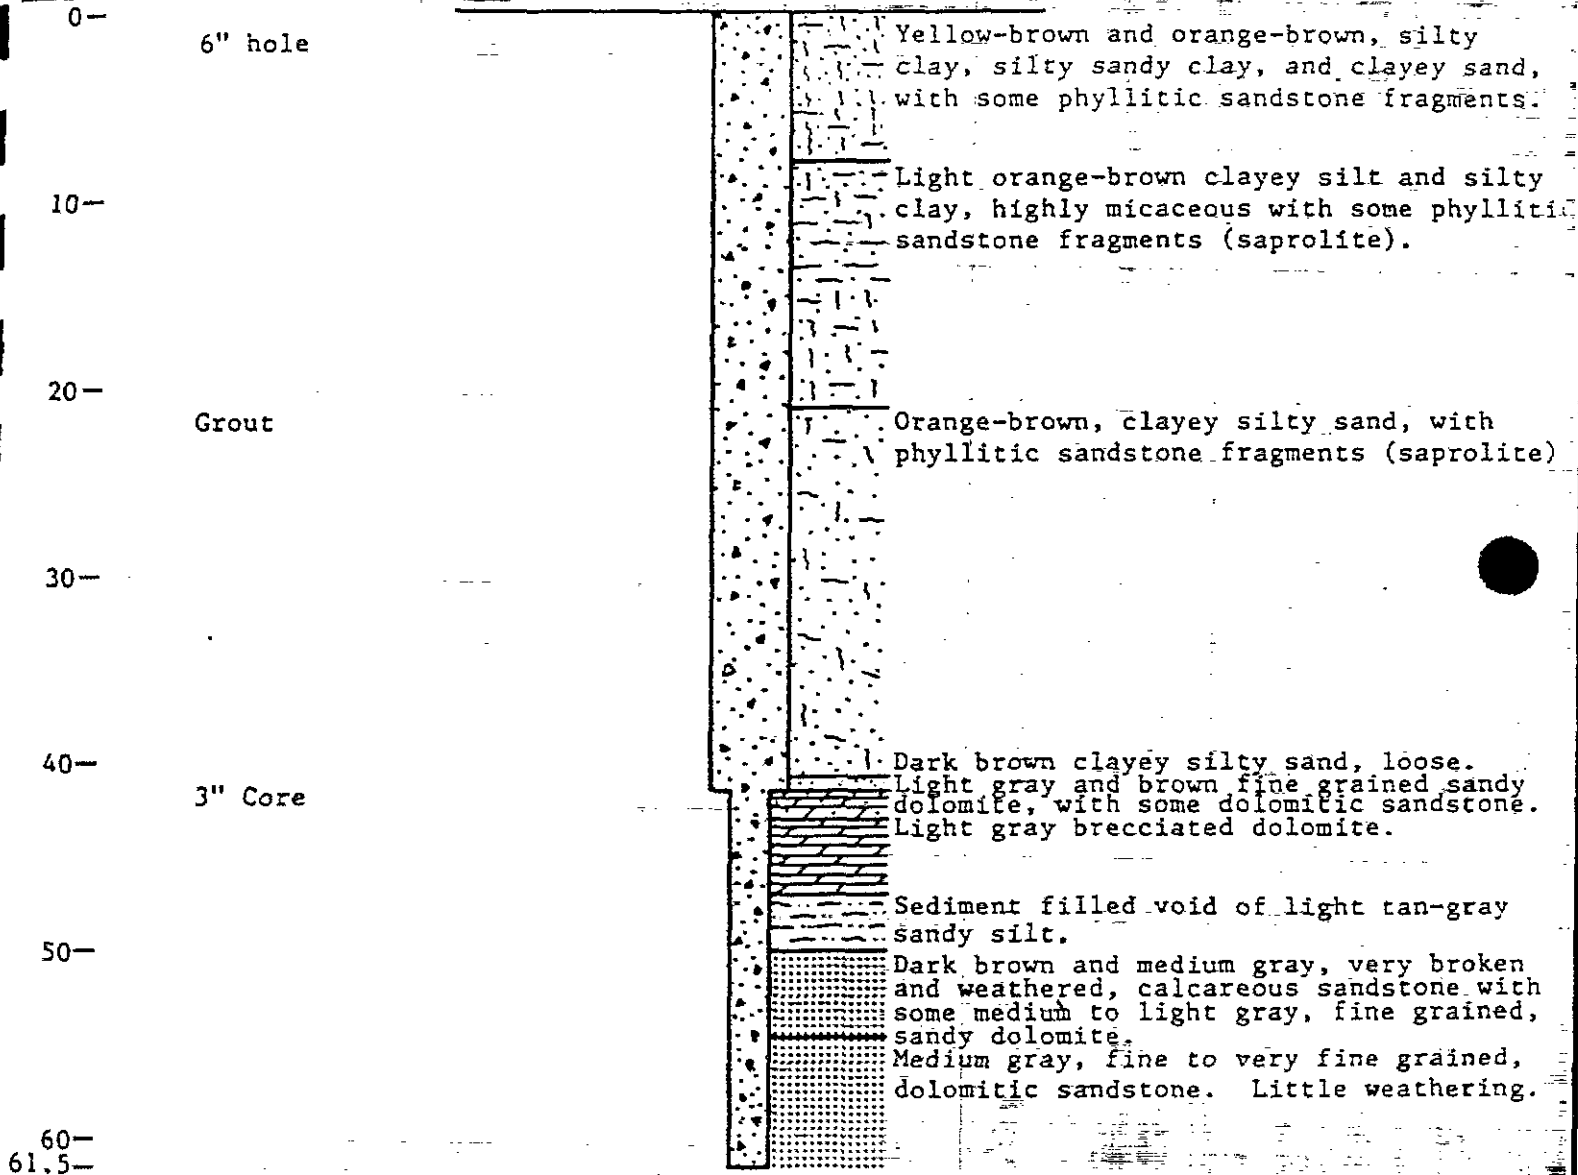 0—
6" hole
Yellow-brown and orange-brown, silty
clay, silty sandy clay, and clayey sand,
with some phyllitic sandstone fragments.
10—
Light orange-brown clayey silt and silty
clay, highly micaceous with some phylliti
sandstone fragments (saprolite).
20—
Grout
Orange-brown, clayey silty sand, with
phyllitic sandstone fragments (saprolite)
30—
40—
Dark brown clayey silty sand, loose.
3" Core
Light gray and brown fine grained sandy
dolomite, with some dolomitic sandstone.
Light gray brecciated dolomite.
Sediment filled void of light tan-gray
sandy silt.
50—
Dark brown and medium gray, very broken
and weathered, calcareous sandstone with
some medium to light gray, fine grained,
sandy dolomite.
Medium gray, fine to very fine grained,
dolomitic sandstone. Little weathering.
60—
61.5—